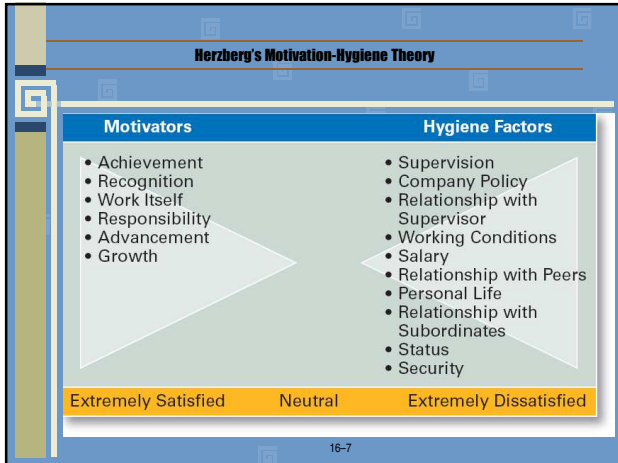 Herzberg's Motivation-Hygiene Theory
Motivators
• Achievement
• Recognition
• Work Itself
• Responsibility
• Advancement
• Growth
Hygiene Factors
• Supervision
• Company Policy
• Relationship with
Supervisor
• Working Conditions
• Salary
• Relationship with Peers
• Personal Life
• Relationship with
Subordinates
• Status
• Security
Extremely Satisfied Neutral Extremely Dissatisfied
16–7